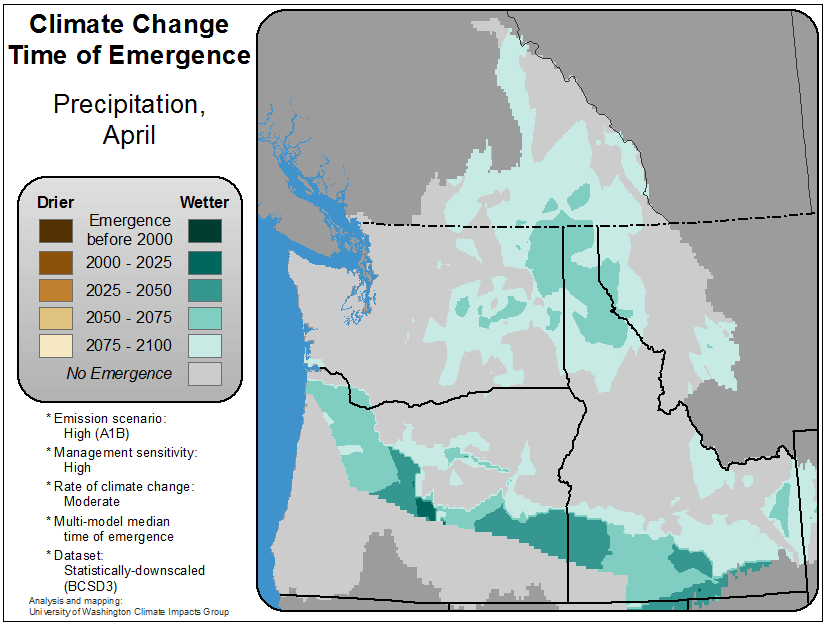 Climate Change
Time of Emergence
Precipitation,
April
Drier
Wetter
Emergence
before 2000
2000 - 2025
2025 - 2050
2050 - 2075
2075 - 2100
No Emergence
* Emission scenario:
High (A1B)
* Management sensitivity:
High
* Rate of climate change:
Moderate
* Multi-model median
time of emergence
* Dataset:
Statistically-downscaled
(BCSD3)
Analysis and mapping:
University of Washington Climate Impacts Group